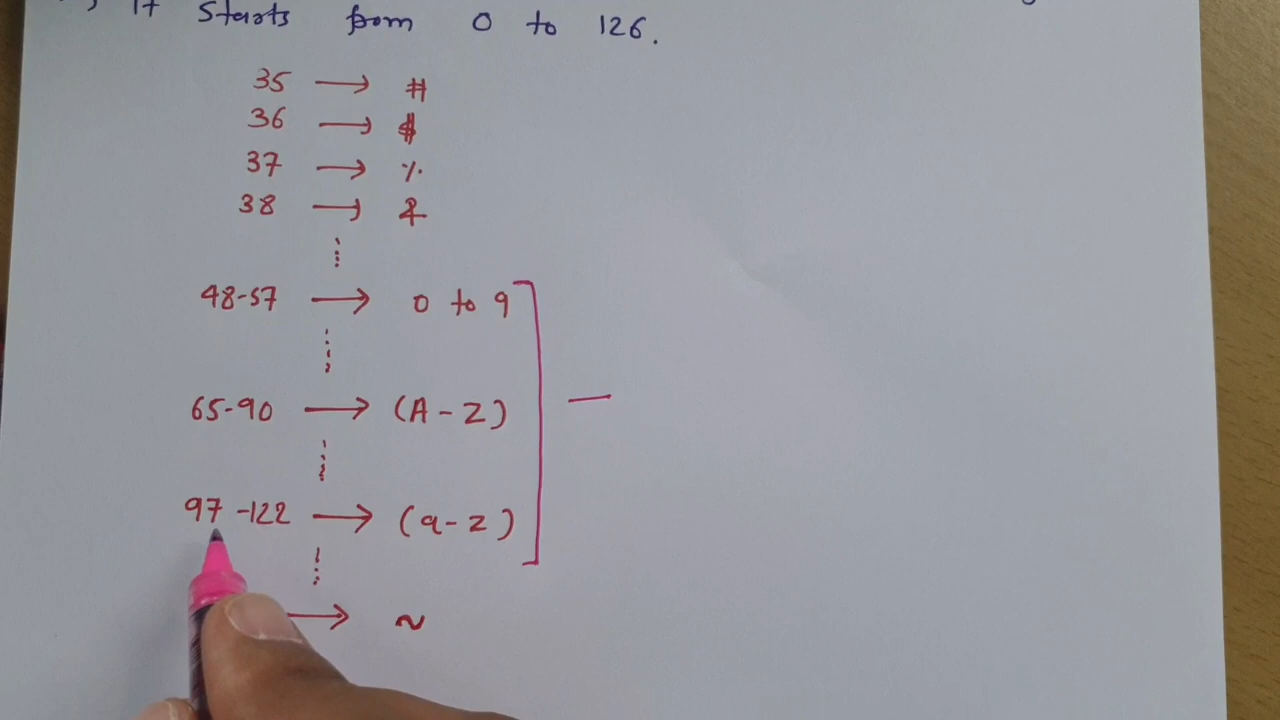 It starts from 0 to 126.
35 → #
36 → $
37 → %
38 → &
48-57 → 0 to 9
65-90 → (A-Z)
97-122 → (a-z)
→ ~